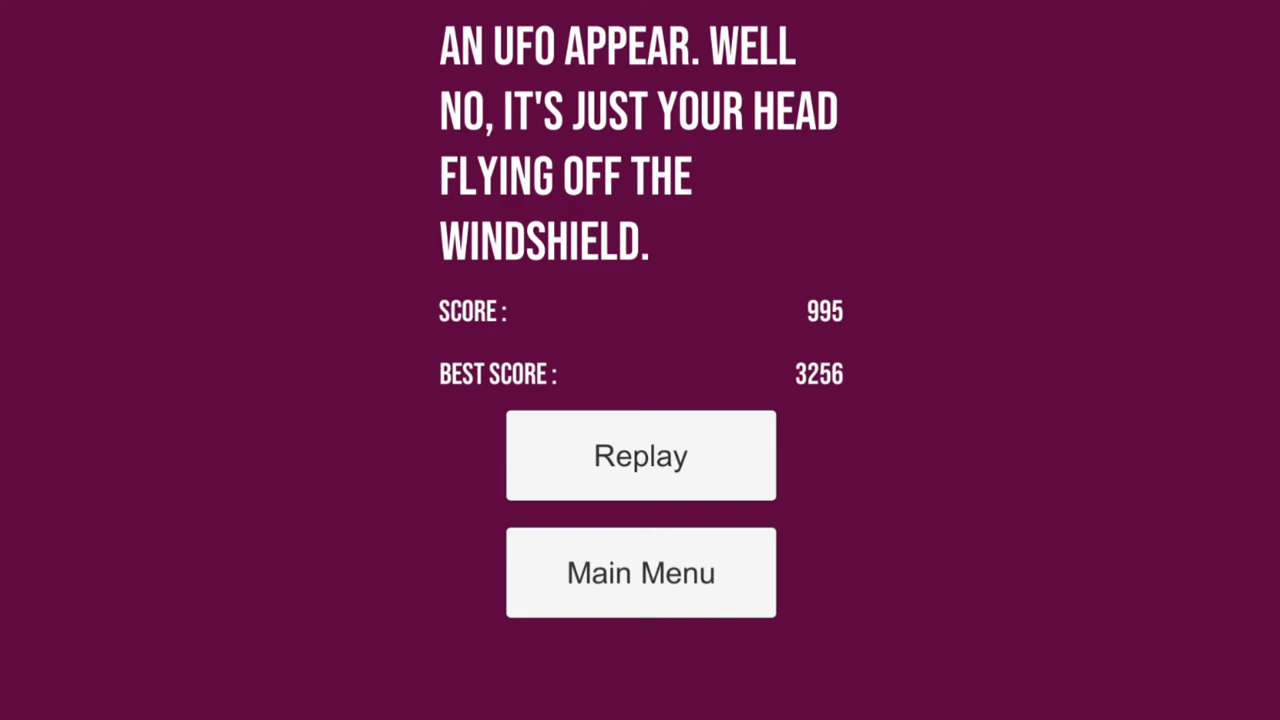 AN UFO APPEAR. WELL
NO, IT'S JUST YOUR HEAD
FLYING OFF THE
WINDSHIELD.
SCORE : 995
BEST SCORE : 3256
Replay
Main Menu